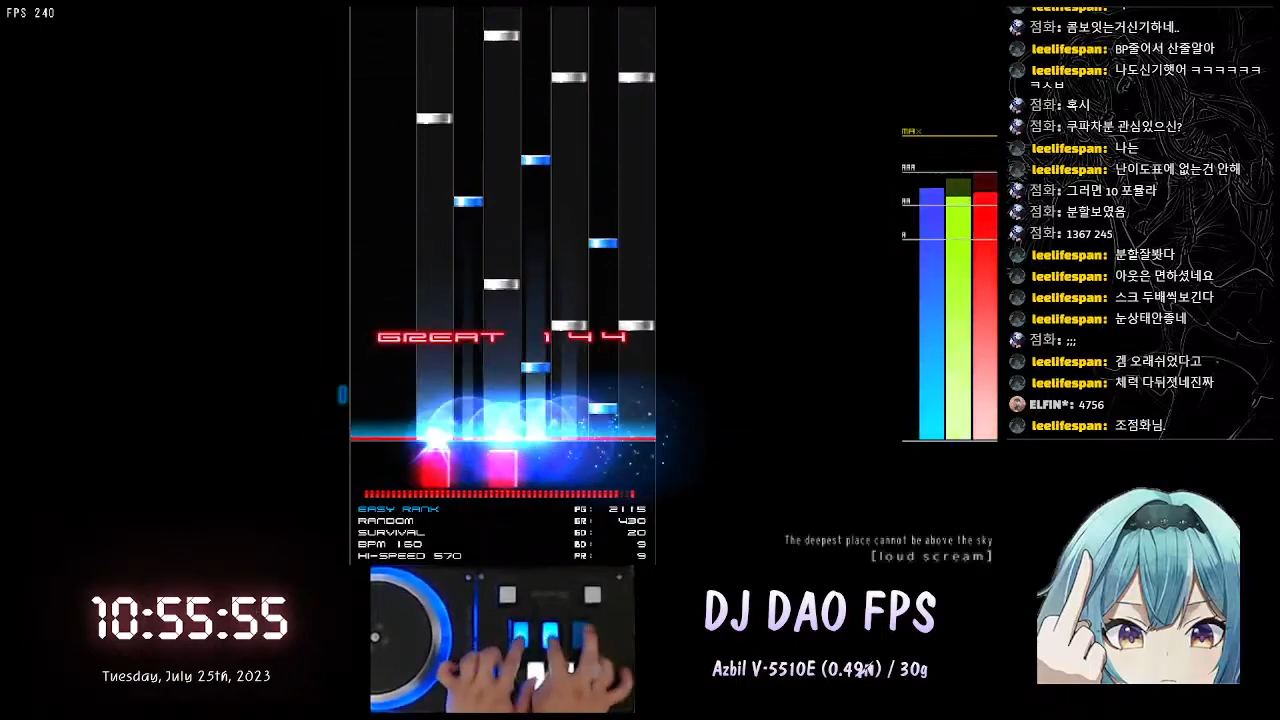 FPS 240
MAX
AAA
AA
A
GREAT 144
EASY RANK
RANDOM
SURVIVAL
BPM 160
HI-SPEED 570
PG: 2115
GR: 430
GD: 20
BD: 9
PR: 9
점화: 콤보잇는거신기하네..
leelifespan: BP줄어서 산줄알아
leelifespan: 나도신기햇어 ㅋㅋㅋㅋㅋㅋ
ㅋㅅㅂ
점화: 혹시
점화: 쿠파차분 관심있으신?
leelifespan: 나는
leelifespan: 난이도표에 없는건 안해
점화: 그러면 10 포뮬라
점화: 분할보였음
점화: 1367 245
leelifespan: 분할잘봣다
leelifespan: 아웃은 면하셨네요
leelifespan: 스크 두배씩보긴다
leelifespan: 눈상태안좋네
점화: ;;;
leelifespan: 겜 오래쉬었다고
leelifespan: 체력 다뒤젓네진짜
ELFIN*: 4756
leelifespan: 조점화님.
The deepest place cannot be above the sky
[loud scream]
10:55:55
Tuesday, July 25th, 2023
DJ DAO FPS